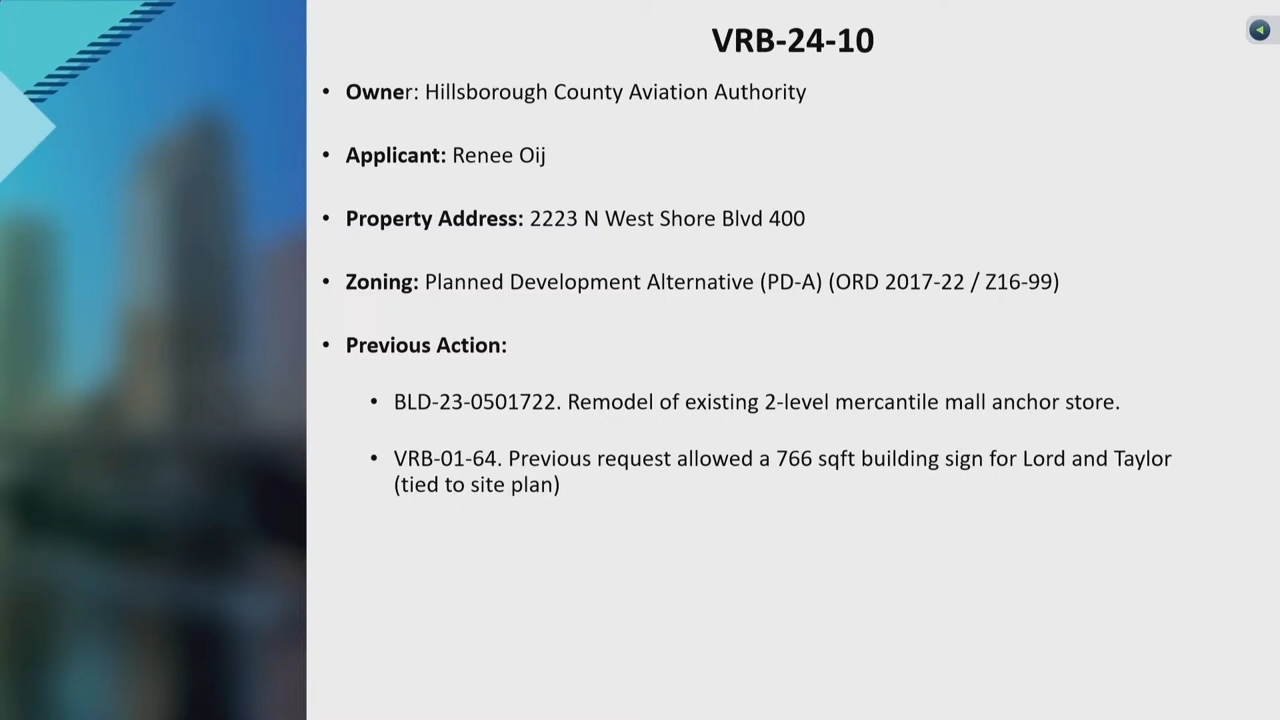 VRB-24-10
• Owner: Hillsborough County Aviation Authority
• Applicant: Renee Oij
• Property Address: 2223 N West Shore Blvd 400
• Zoning: Planned Development Alternative (PD-A) (ORD 2017-22 / Z16-99)
• Previous Action:
• BLD-23-0501722. Remodel of existing 2-level mercantile mall anchor store.
• VRB-01-64. Previous request allowed a 766 sqft building sign for Lord and Taylor
(tied to site plan)